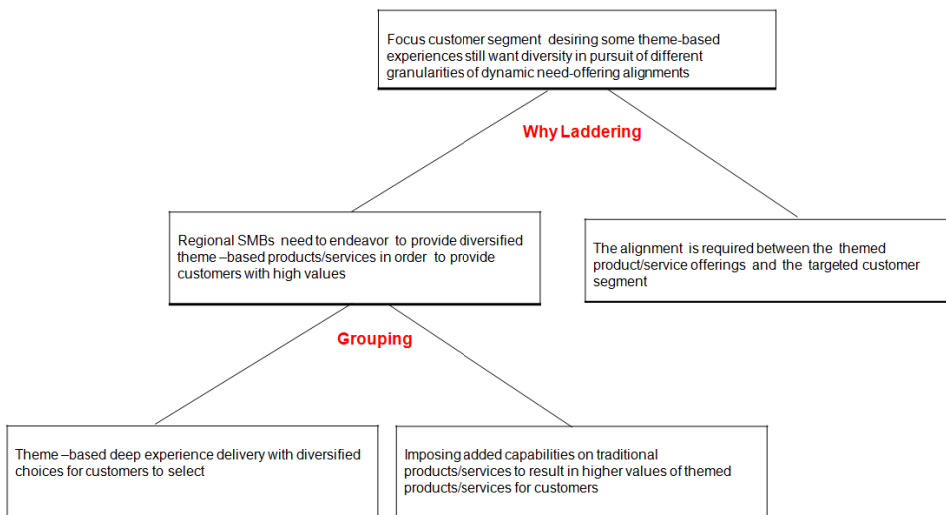 Focus customer segment desiring some theme-based
experiences still want diversity in pursuit of different
granularities of dynamic need-offering alignments
Why Laddering
Regional SMBs need to endeavor to provide diversified
theme –based products/services in order to provide
customers with high values
The alignment is required between the themed
product/service offerings and the targeted customer
segment
Grouping
Theme –based deep experience delivery with diversified
choices for customers to select
Imposing added capabilities on traditional
products/services to result in higher values of themed
products/services for customers